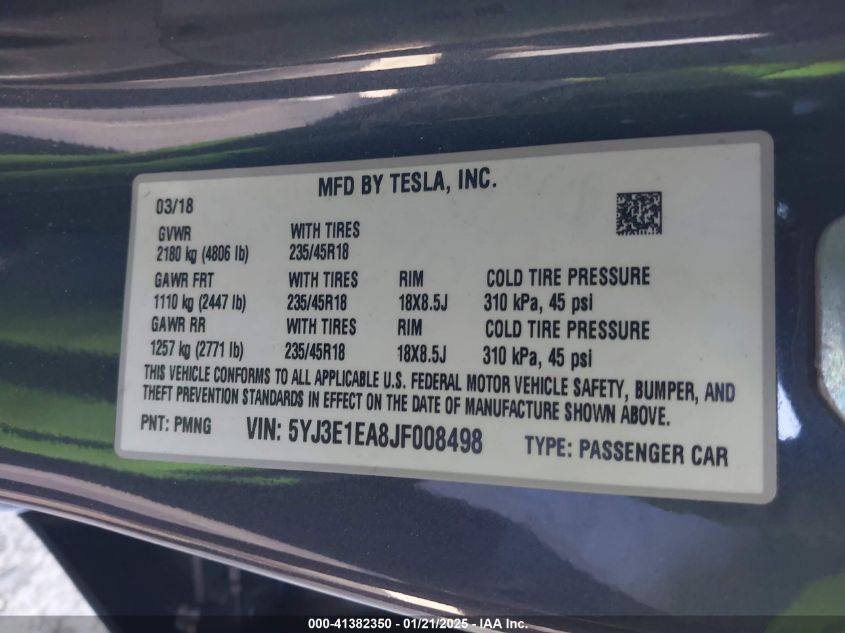 MFD BY TESLA, INC.
03/18
GVWR WITH TIRES
2180 kg (4806 lb) 235/45R18
GAWR FRT WITH TIRES RIM COLD TIRE PRESSURE
1110 kg (2447 lb) 235/45R18 18X8.5J 310 kPa, 45 psi
GAWR RR WITH TIRES RIM COLD TIRE PRESSURE
1257 kg (2771 lb) 235/45R18 18X8.5J 310 kPa, 45 psi
THIS VEHICLE CONFORMS TO ALL APPLICABLE U.S. FEDERAL MOTOR VEHICLE SAFETY, BUMPER, AND
THEFT PREVENTION STANDARDS IN EFFECT ON THE DATE OF MANUFACTURE SHOWN ABOVE.
PNT: PMNG VIN: 5YJ3E1EA8JF008498 TYPE: PASSENGER CAR
000-41382350 - 01/21/2025 - IAA Inc.